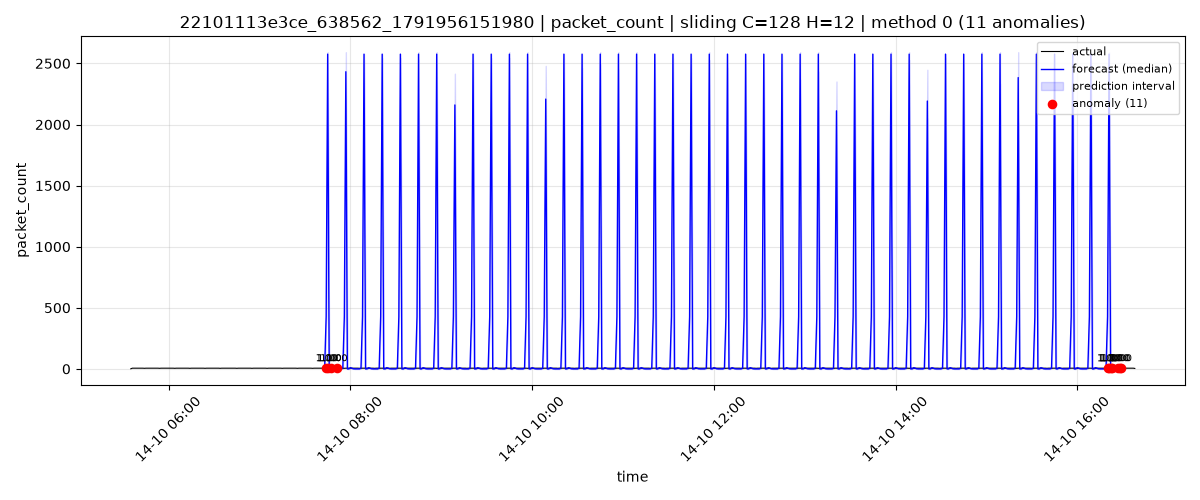 22101113e3ce_638562_1791956151980 | packet_count | sliding C=128 H=12 | method 0 (11 anomalies)
packet_count
2500
2000
1500
1000
500
0
actual
forecast (median)
prediction interval
anomaly (11)
14-10 06:00
14-10 08:00
14-10 10:00
14-10 12:00
14-10 14:00
14-10 16:00
time